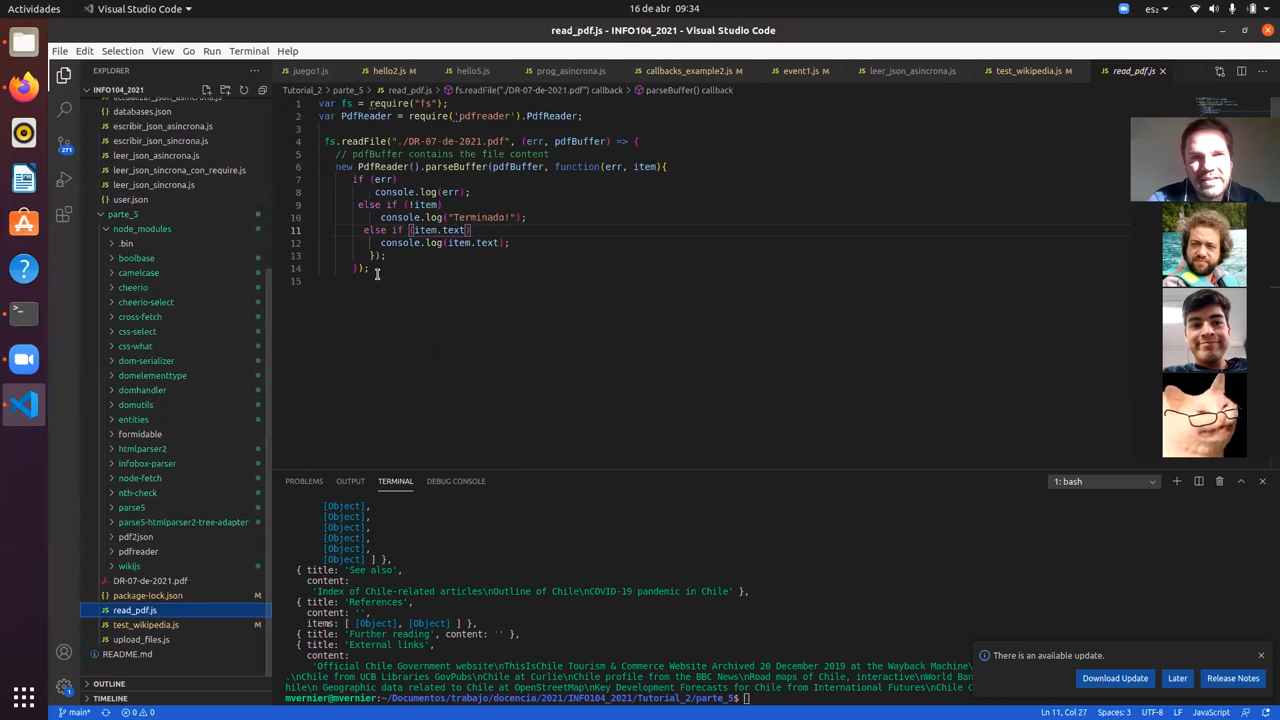 Actividades
Visual Studio Code
16 de abr 09:34
es₂
read_pdf.js - INFO104_2021 - Visual Studio Code
File Edit Selection View Go Run Terminal Help
EXPLORER
juego1.js
hello2.js
hello5.js
prog_asincrona.js
callbacks_example2.js
event1.js
leer_json_asincrona.js
test_wikipedia.js
read_pdf.js
INFO104_2021
Tutorial_2 > parte_5 > read_pdf.js > fs.readFile("./DR-07-de-2021.pdf") callback > parseBuffer() callback
actualizar_json_asincrona.js
databases.json
escribir_json_asincrona.js
escribir_json_sincrona.js
leer_json_asincrona.js
leer_json_sincrona_con_require.js
leer_json_sincrona.js
user.json
parte_5
node_modules
.bin
boolbase
camelcase
cheerio
cheerio-select
cross-fetch
css-select
css-what
dom-serializer
domelementtype
domhandler
domutils
entities
formidable
htmlparser2
infobox-parser
node-fetch
nth-check
parse5
parse5-htmlparser2-tree-adapter
pdf2json
pdfreader
wikijs
DR-07-de-2021.pdf
package-lock.json M
read_pdf.js
test_wikipedia.js M
upload_files.js
README.md
OUTLINE
TIMELINE
271
1
1 var fs = require("fs");
2 var PdfReader = require('pdfreader').PdfReader;
3
4 fs.readFile("./DR-07-de-2021.pdf", (err, pdfBuffer) => {
5 // pdfBuffer contains the file content
6 new PdfReader().parseBuffer(pdfBuffer, function(err, item){
7 if (err)
8 console.log(err);
9 else if (!item)
10 console.log("Terminado!");
11 else if (item.text)
12 console.log(item.text);
13 });
14 });
15
PROBLEMS OUTPUT TERMINAL DEBUG CONSOLE
1: bash
[Object],
[Object],
[Object],
[Object],
[Object],
[Object] ] },
{ title: 'See also',
content:
'Index of Chile-related articles\nOutline of Chile\nCOVID-19 pandemic in Chile' },
{ title: 'References',
content: '',
items: [ [Object], [Object] ] },
{ title: 'Further reading', content: '' },
{ title: 'External links',
content:
'Official Chile Government website\nThisIsChile Tourism & Commerce Website Archived 20 December 2019 at the Wayback Machine\
.\nChile from UCB Libraries GovPubs\nChile at Curlie\nChile profile from the BBC News\nRoad maps of Chile, interactive\nWorld Ban
hile\n Geographic data related to Chile at OpenStreetMap\nKey Development Forecasts for Chile from International Futures\nChile C
mvernier@mvernier:~/Documentos/trabajo/docencia/2021/INFO104_2021/Tutorial_2/parte_5$
There is an available update.
Download Update
Later
Release Notes
main*
0 0
Ln 11, Col 27 Spaces: 3 UTF-8 LF JavaScript